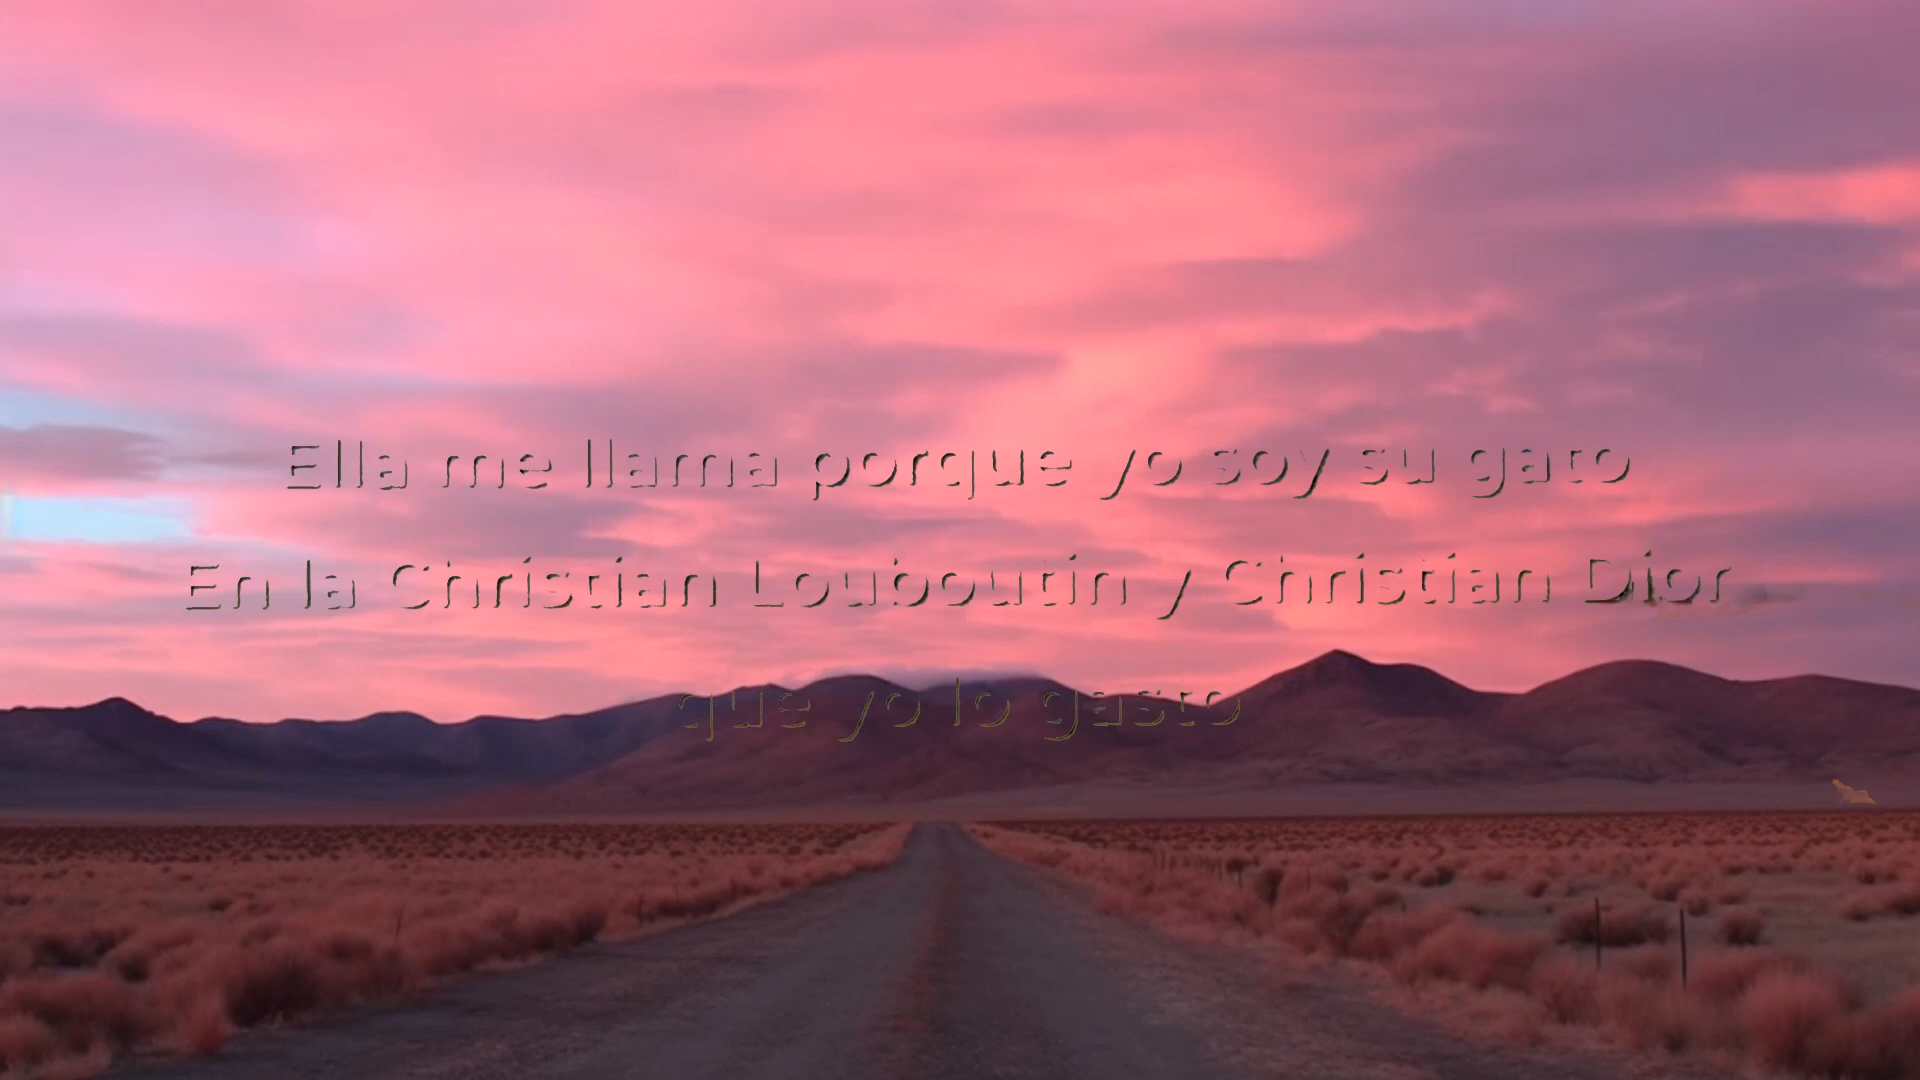 Ella me llama porque yo soy su gato
En la Christian Louboutin y Christian Dior
que yo lo gasto